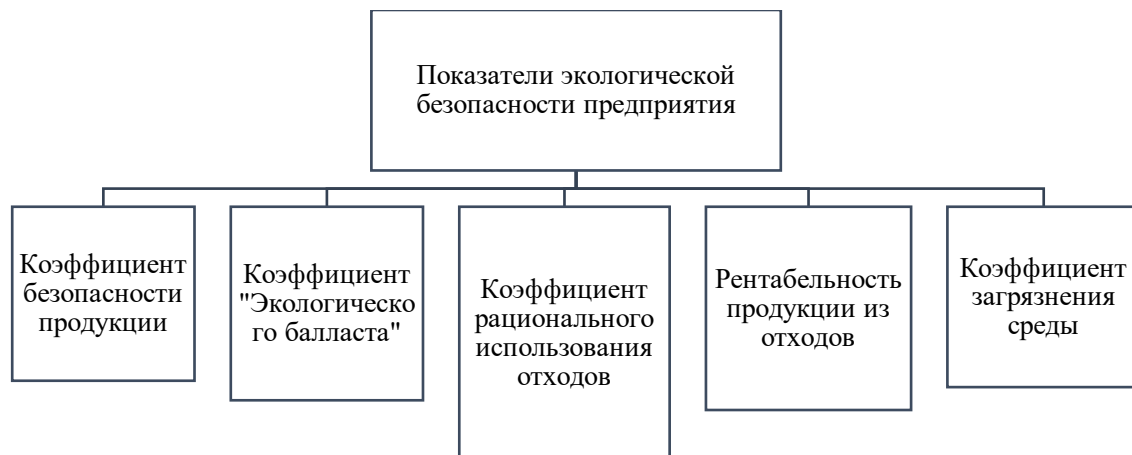 Показатели экологической
безопасности предприятия
Коэффициент
безопасности
продукции
Коэффициент
"Экологическо
го балласта"
Коэффициент
рационального
использования
отходов
Рентабельность
продукции из
отходов
Коэффициент
загрязнения
среды